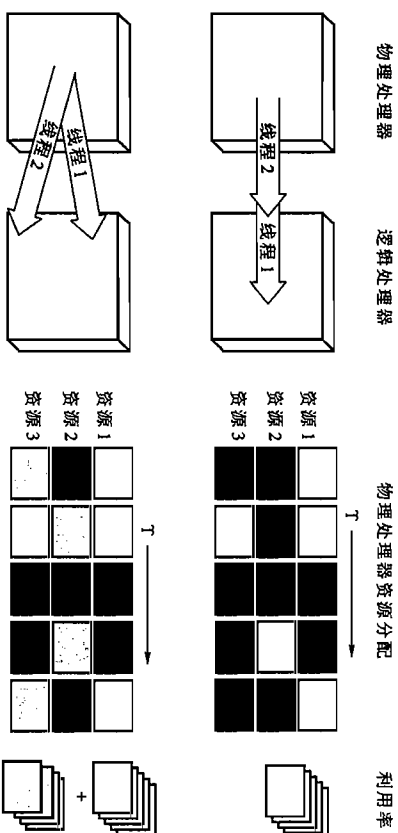 物理处理器 逻辑处理器 物理处理器资源分配 利用率
T
线程2 线程1
资源1
资源2
资源3
T
线程1
线程2
资源1
资源2
资源3
+